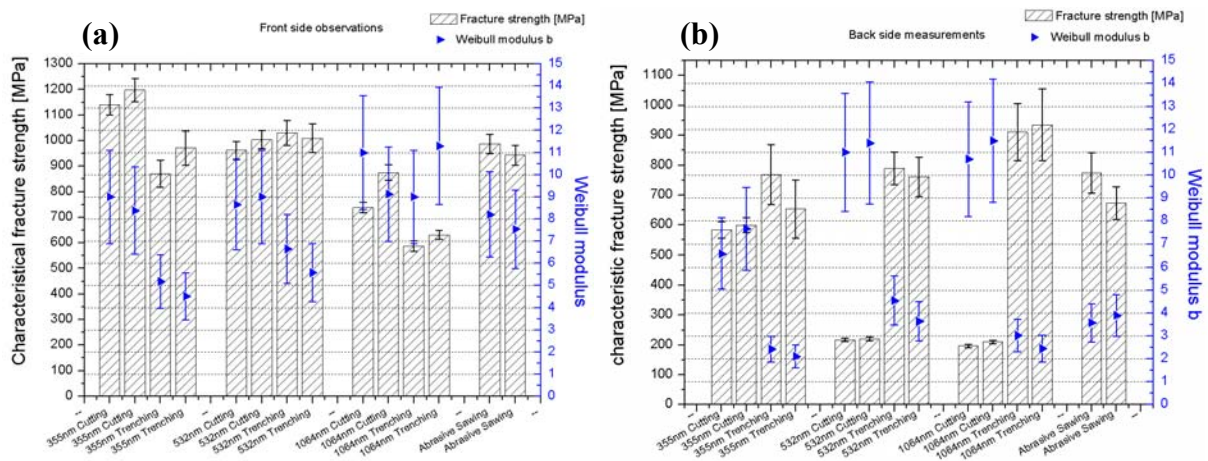 (a)
Front side observations
Fracture strength [MPa]
Weibull modulus b
Characteristical fracture strength [MPa]
1300
1200
1100
1000
900
800
700
600
500
400
300
200
100
0
15
14
13
12
11
10
9
8
7
6
5
4
3
2
1
0
Weibull modulus
--
355nm Cutting
355nm Cutting
355nm Trenching
355nm Trenching
--
532nm Cutting
532nm Cutting
532nm Trenching
532nm Trenching
--
1064nm Cutting
1064nm Cutting
1064nm Trenching
1064nm Trenching
--
Abrasive Sawing
Abrasive Sawing
--
(b)
Back side measurements
Fracture strength [MPa]
Weibull modulus b
characteristic fracture strength [MPa]
1100
1000
900
800
700
600
500
400
300
200
100
0
15
14
13
12
11
10
9
8
7
6
5
4
3
2
1
0
Weibull modulus b
--
355nm Cutting
355nm Cutting
355nm Trenching
355nm Trenching
--
532nm Cutting
532nm Cutting
532nm Trenching
532nm Trenching
--
1064nm Cutting
1064nm Cutting
1064nm Trenching
1064nm Trenching
--
Abrasive Sawing
Abrasive Sawing
--